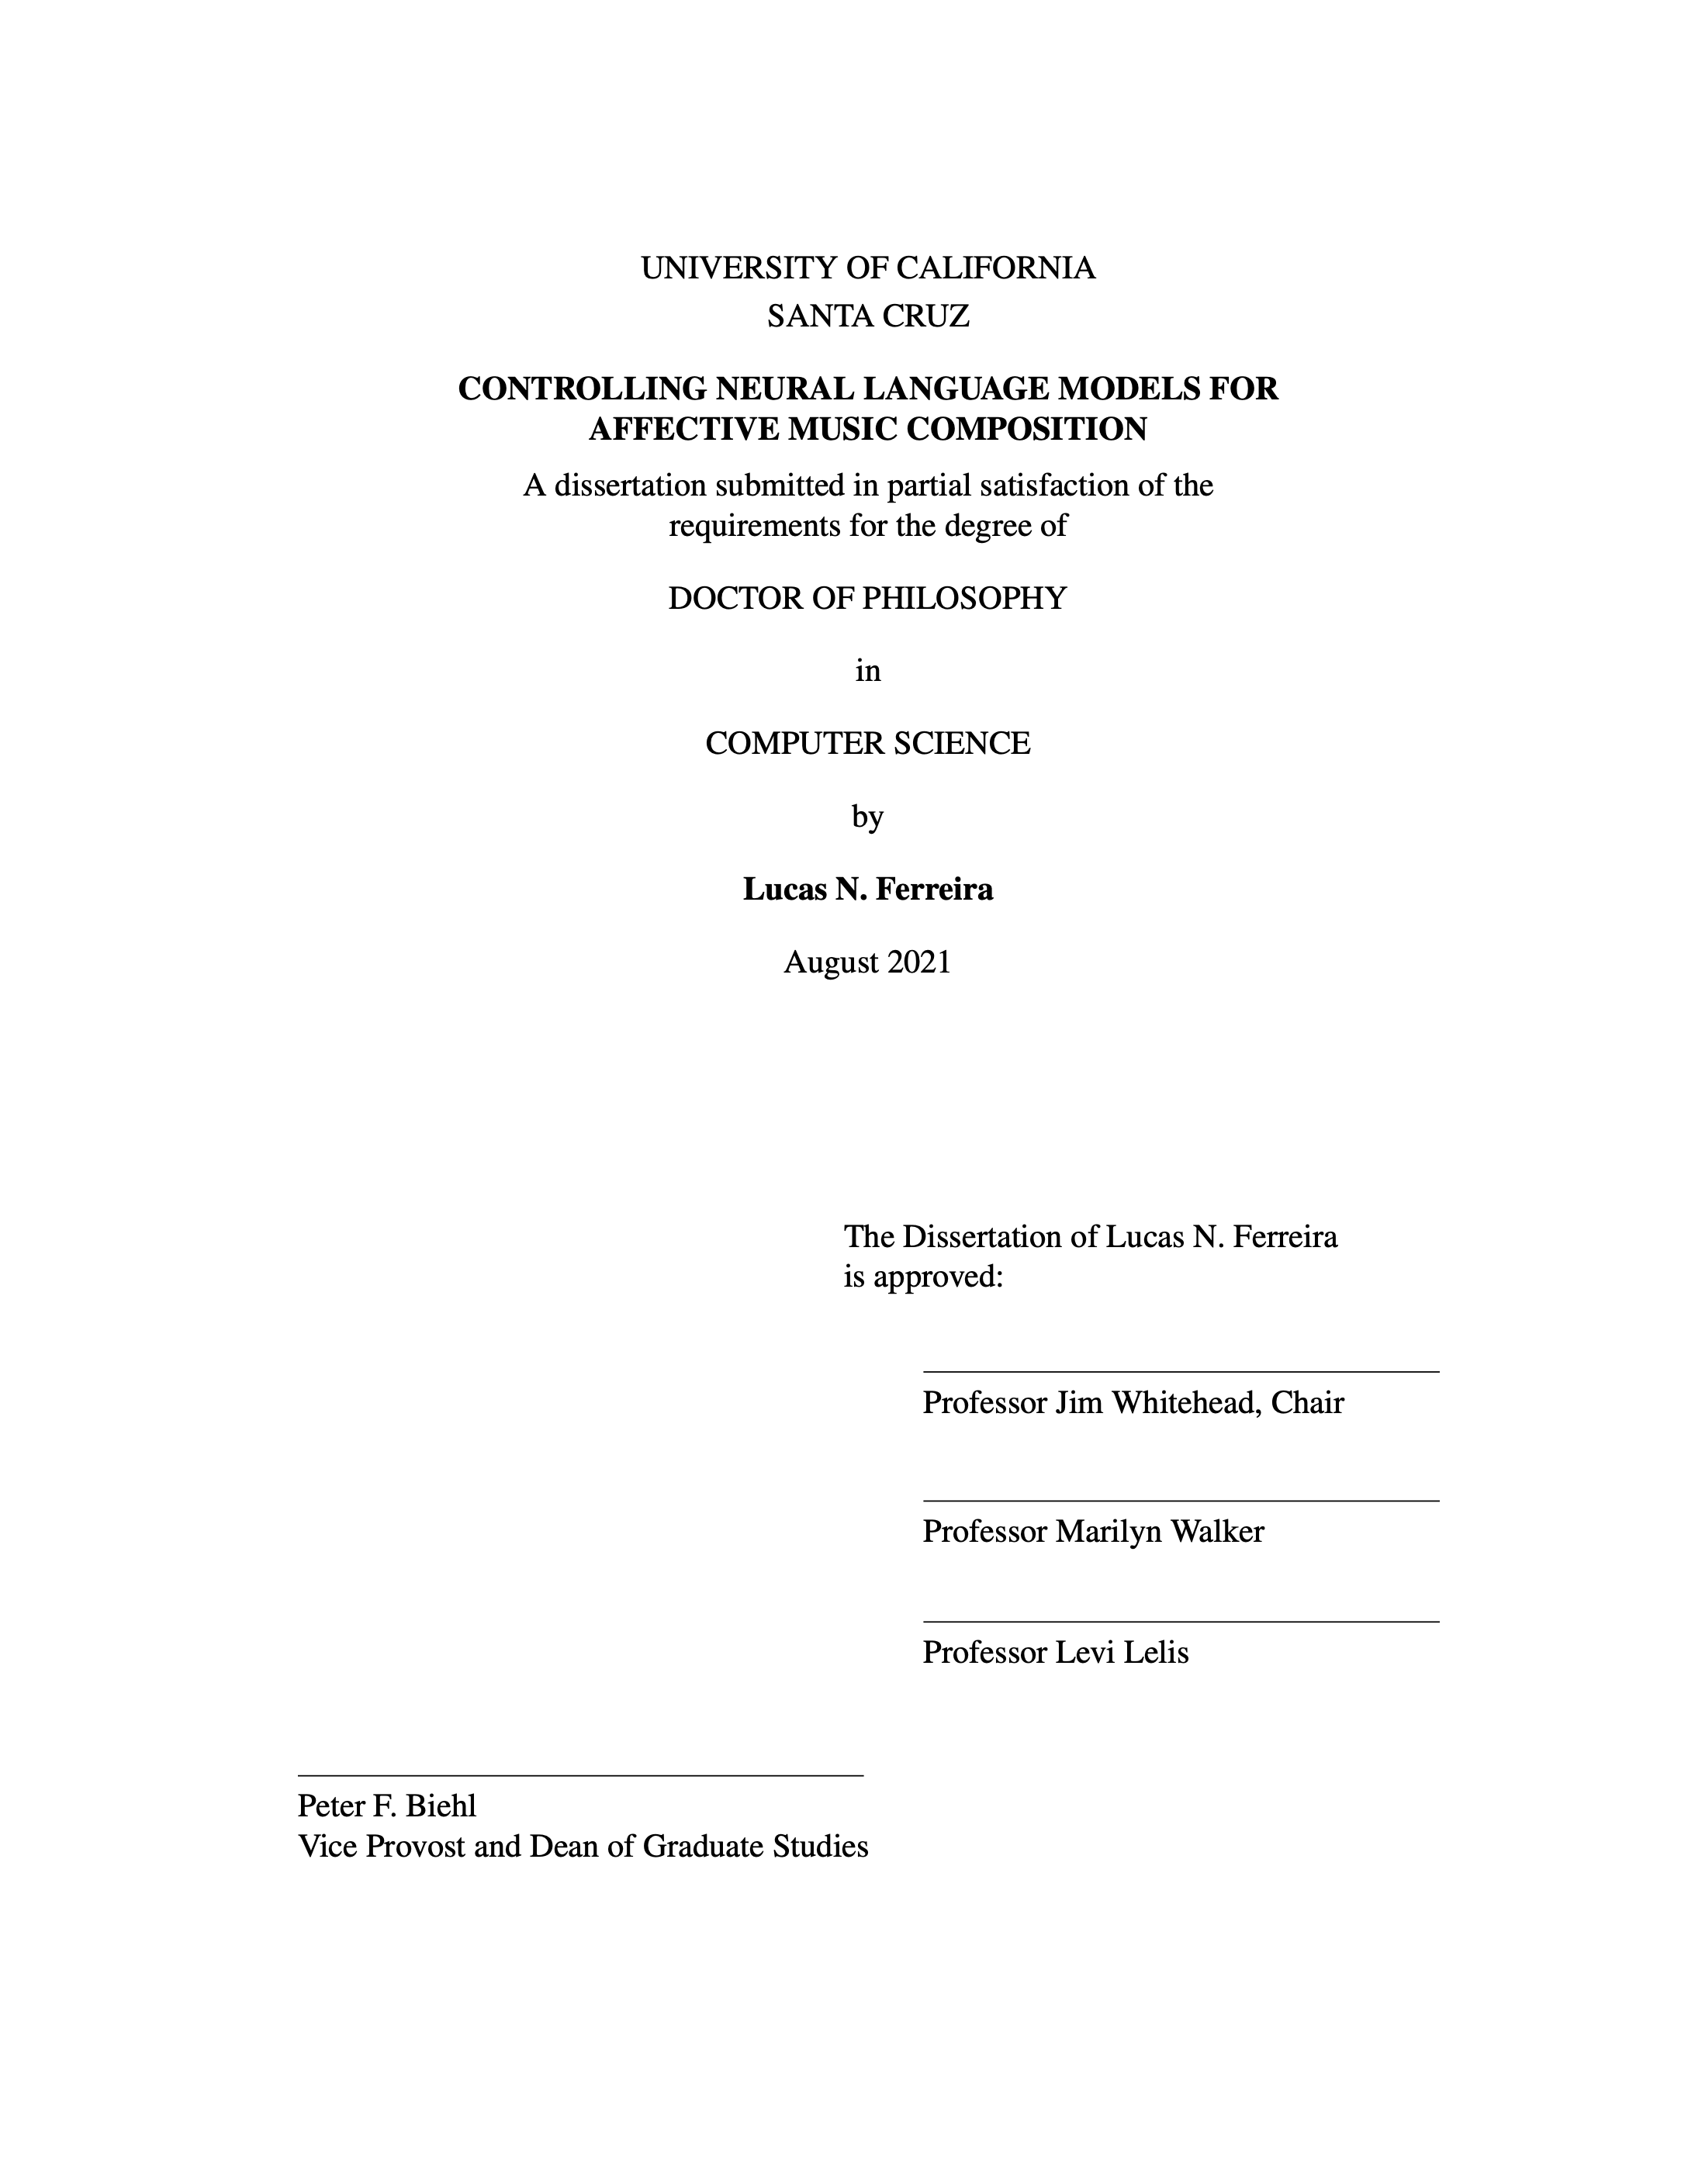 UNIVERSITY OF CALIFORNIA
SANTA CRUZ
CONTROLLING NEURAL LANGUAGE MODELS FOR
AFFECTIVE MUSIC COMPOSITION
A dissertation submitted in partial satisfaction of the
requirements for the degree of
DOCTOR OF PHILOSOPHY
in
COMPUTER SCIENCE
by
Lucas N. Ferreira
August 2021
The Dissertation of Lucas N. Ferreira
is approved:
Professor Jim Whitehead, Chair
Professor Marilyn Walker
Professor Levi Lelis
Peter F. Biehl
Vice Provost and Dean of Graduate Studies